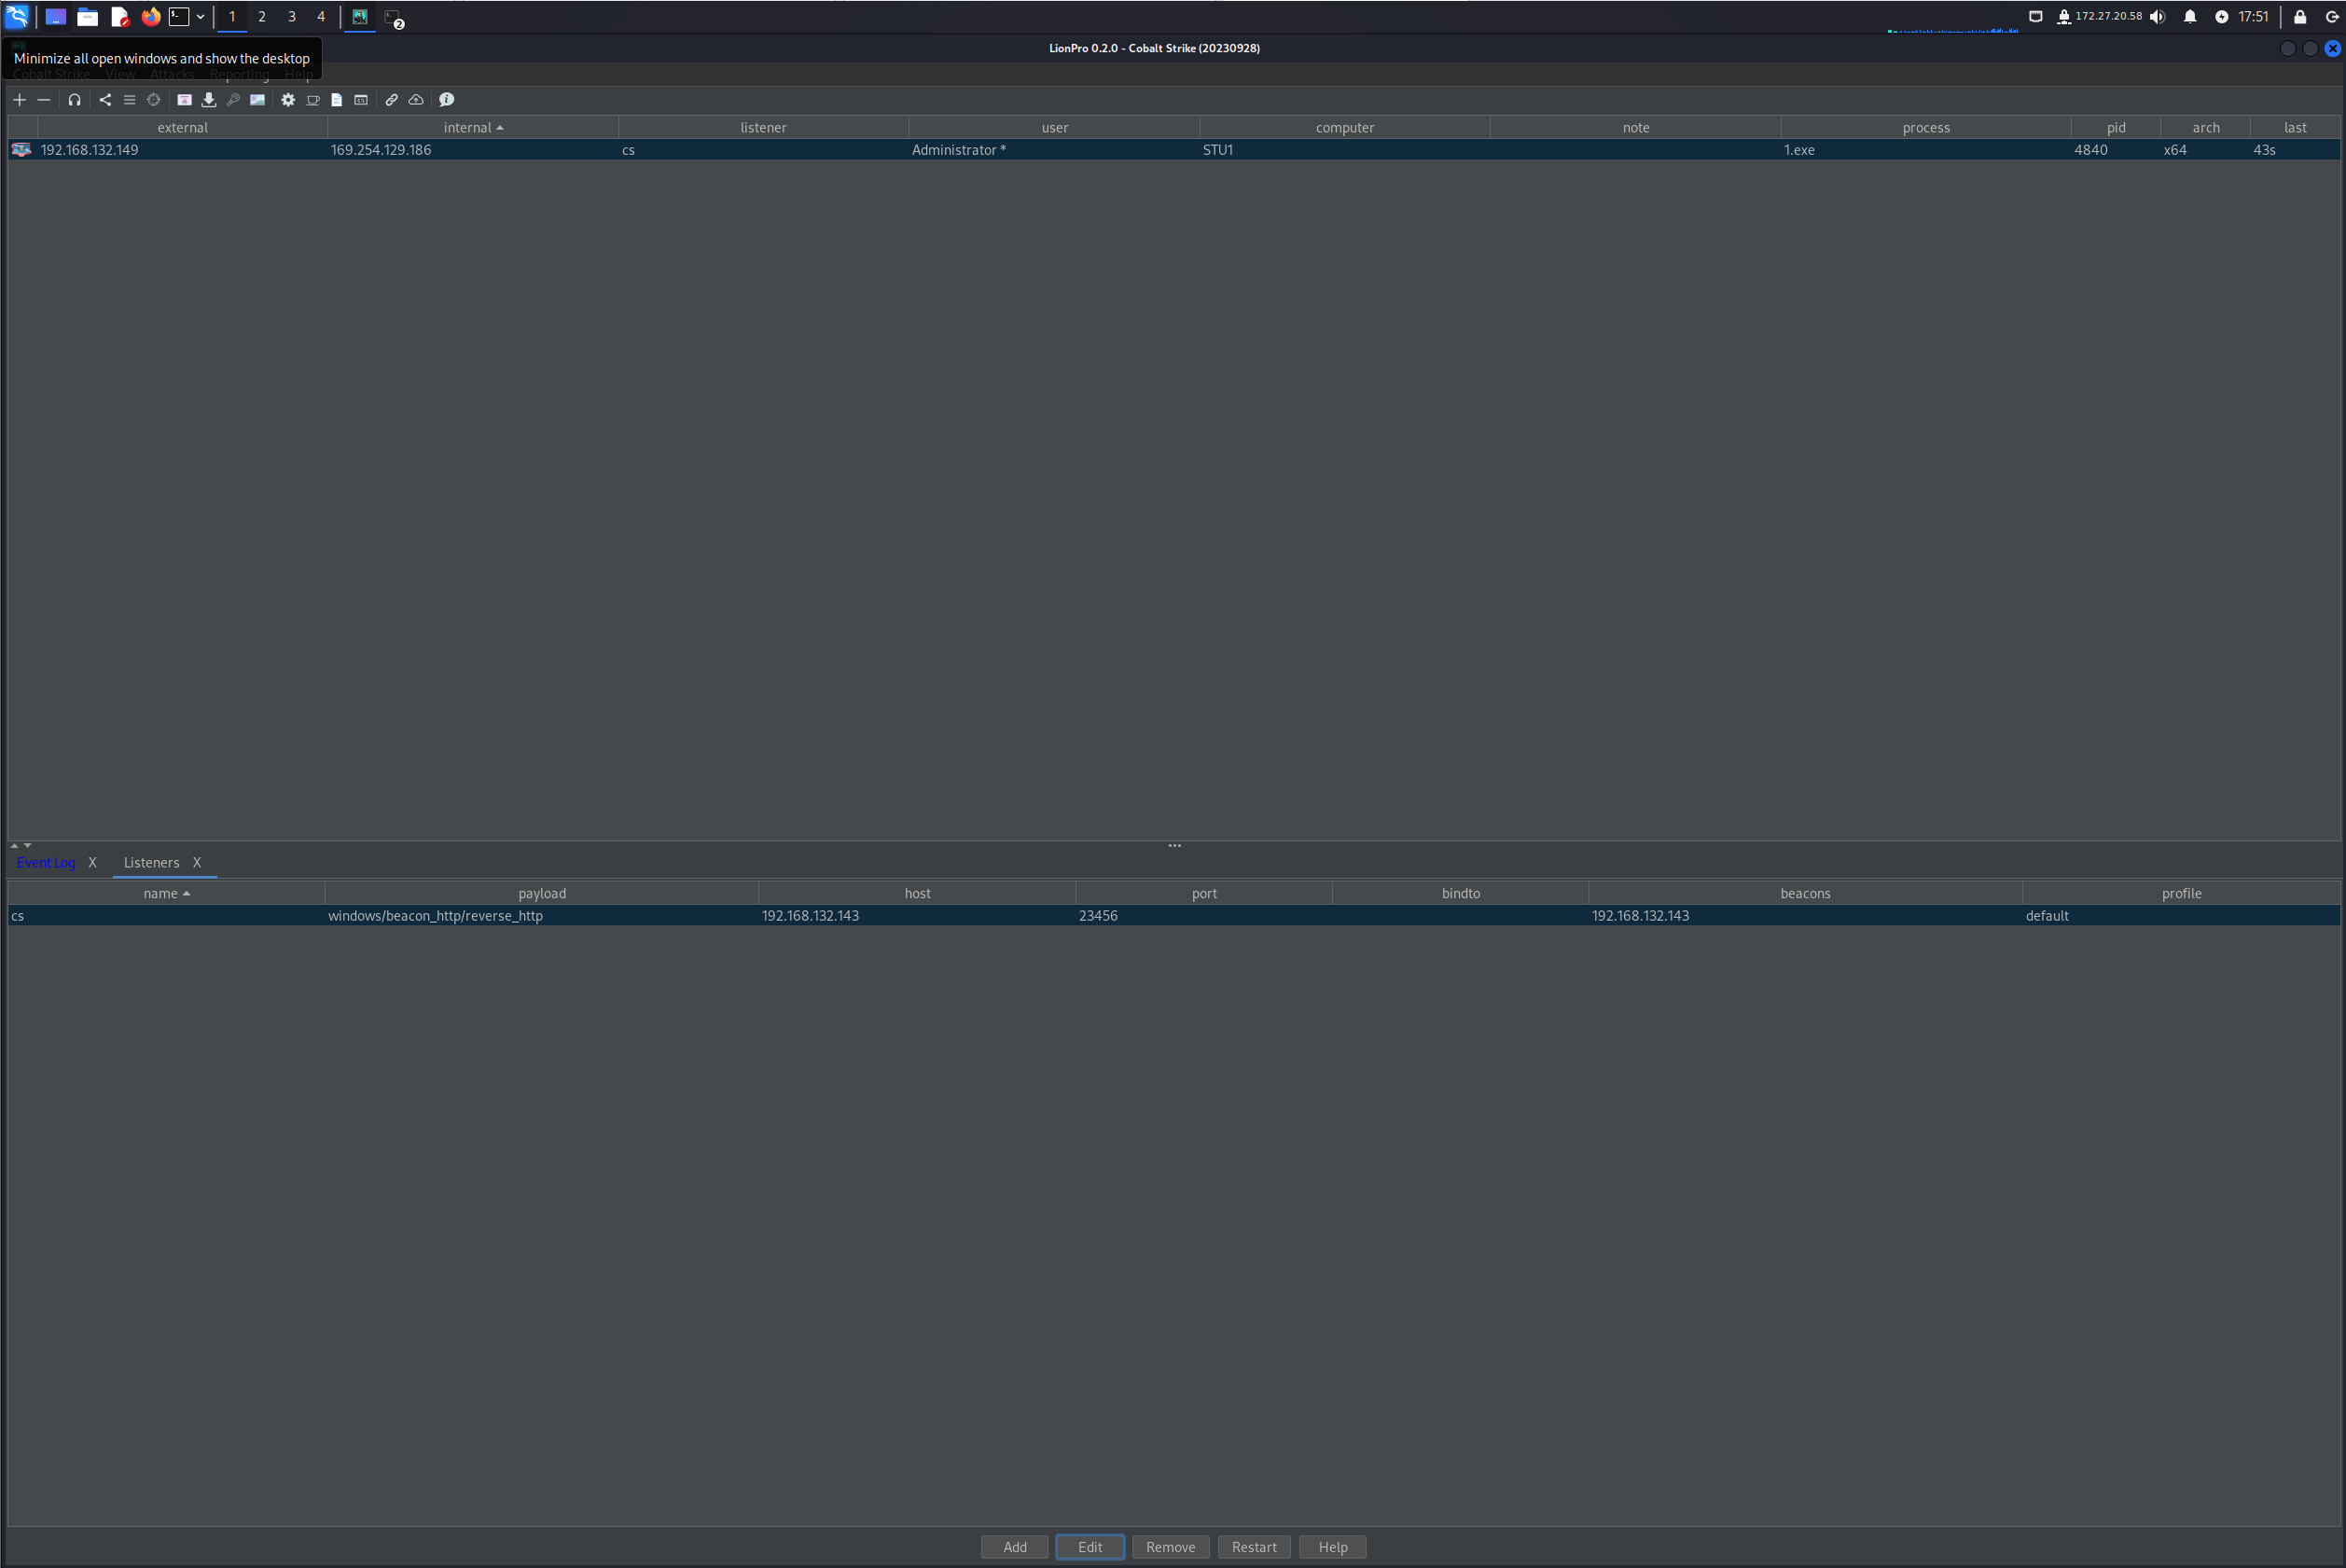 1 2 3 4 2 172.27.20.58 17:51
LionPro 0.2.0 - Cobalt Strike (20230928)
Minimize all open windows and show the desktop
Cobalt Strike View Attacks Reporting Help
external internal listener user computer note process pid arch last
192.168.132.149 169.254.129.186 cs Administrator * STU1 1.exe 4840 x64 43s
Event Log X Listeners X
name payload host port bindto beacons profile
cs windows/beacon_http/reverse_http 192.168.132.143 23456 192.168.132.143 default
Add Edit Remove Restart Help